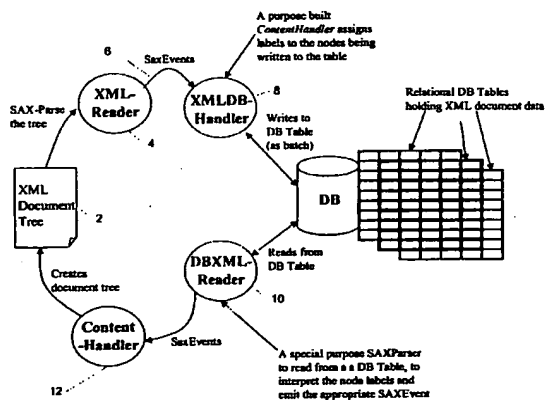 A purpose built
ContentHandler assigns
labels to the nodes being
written to the table
6
SaxEvents
XML-
Reader
XMLDB-
Handler
8
SAX-Parse
the tree
4
Writes to
DB Table
(as batch)
Relational DB Tables
holding XML document data
XML
Document
Tree
2
DB
Creates
document tree
DBXML-
Reader
Reads from
DB Table
10
Content
-Handler
SaxEvents
12
A special purpose SAXParser
to read from a a DB Table, to
interpret the node labels and
emit the appropriate SAXEvent